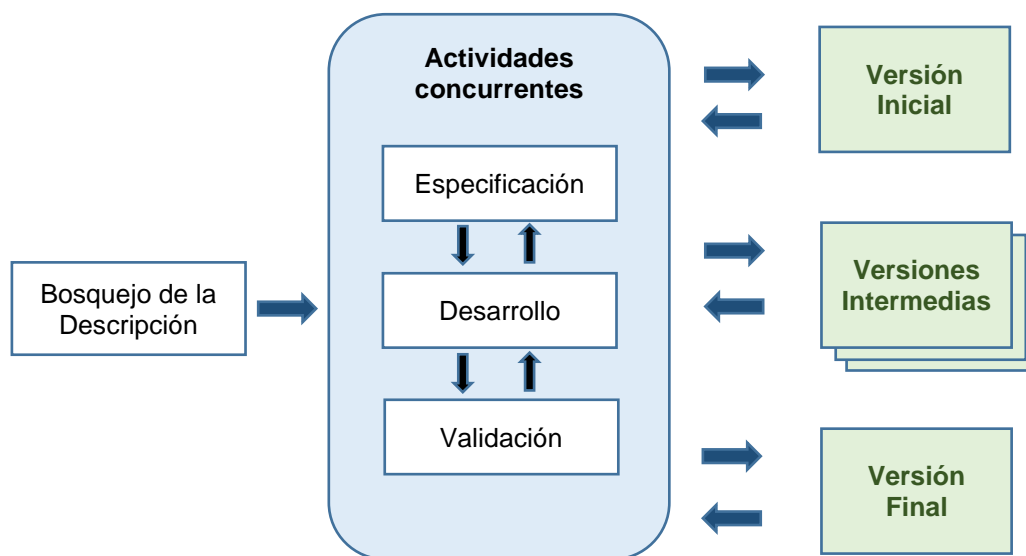 Actividades
concurrentes
Especificación
Desarrollo
Validación
Bosquejo de la
Descripción
Versión
Inicial
Versiones
Intermedias
Versión
Final